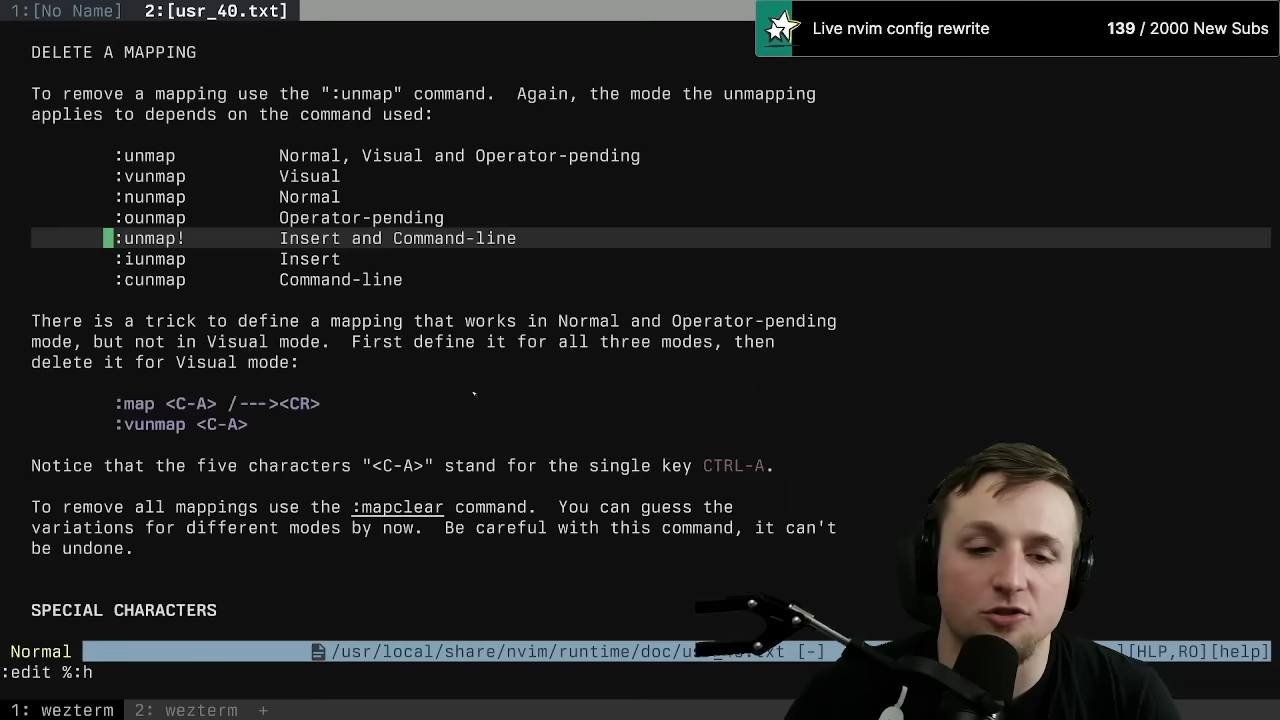 1:[No Name]  2:[usr_40.txt]
Live nvim config rewrite 139 / 2000 New Subs
DELETE A MAPPING
To remove a mapping use the ":unmap" command.  Again, the mode the unmapping
applies to depends on the command used:
:unmap Normal, Visual and Operator-pending
:vunmap Visual
:nunmap Normal
:ounmap Operator-pending
:unmap! Insert and Command-line
:iunmap Insert
:cunmap Command-line
There is a trick to define a mapping that works in Normal and Operator-pending
mode, but not in Visual mode.  First define it for all three modes, then
delete it for Visual mode:
:map <C-A> /---><CR>
:vunmap <C-A>
Notice that the five characters "<C-A>" stand for the single key CTRL-A.
To remove all mappings use the :mapclear command.  You can guess the
variations for different modes by now.  Be careful with this command, it can't
be undone.
SPECIAL CHARACTERS
Normal /usr/local/share/nvim/runtime/doc/us txt [-] [HLP,RO][help]
:edit %:h
1: wezterm 2: wezterm +